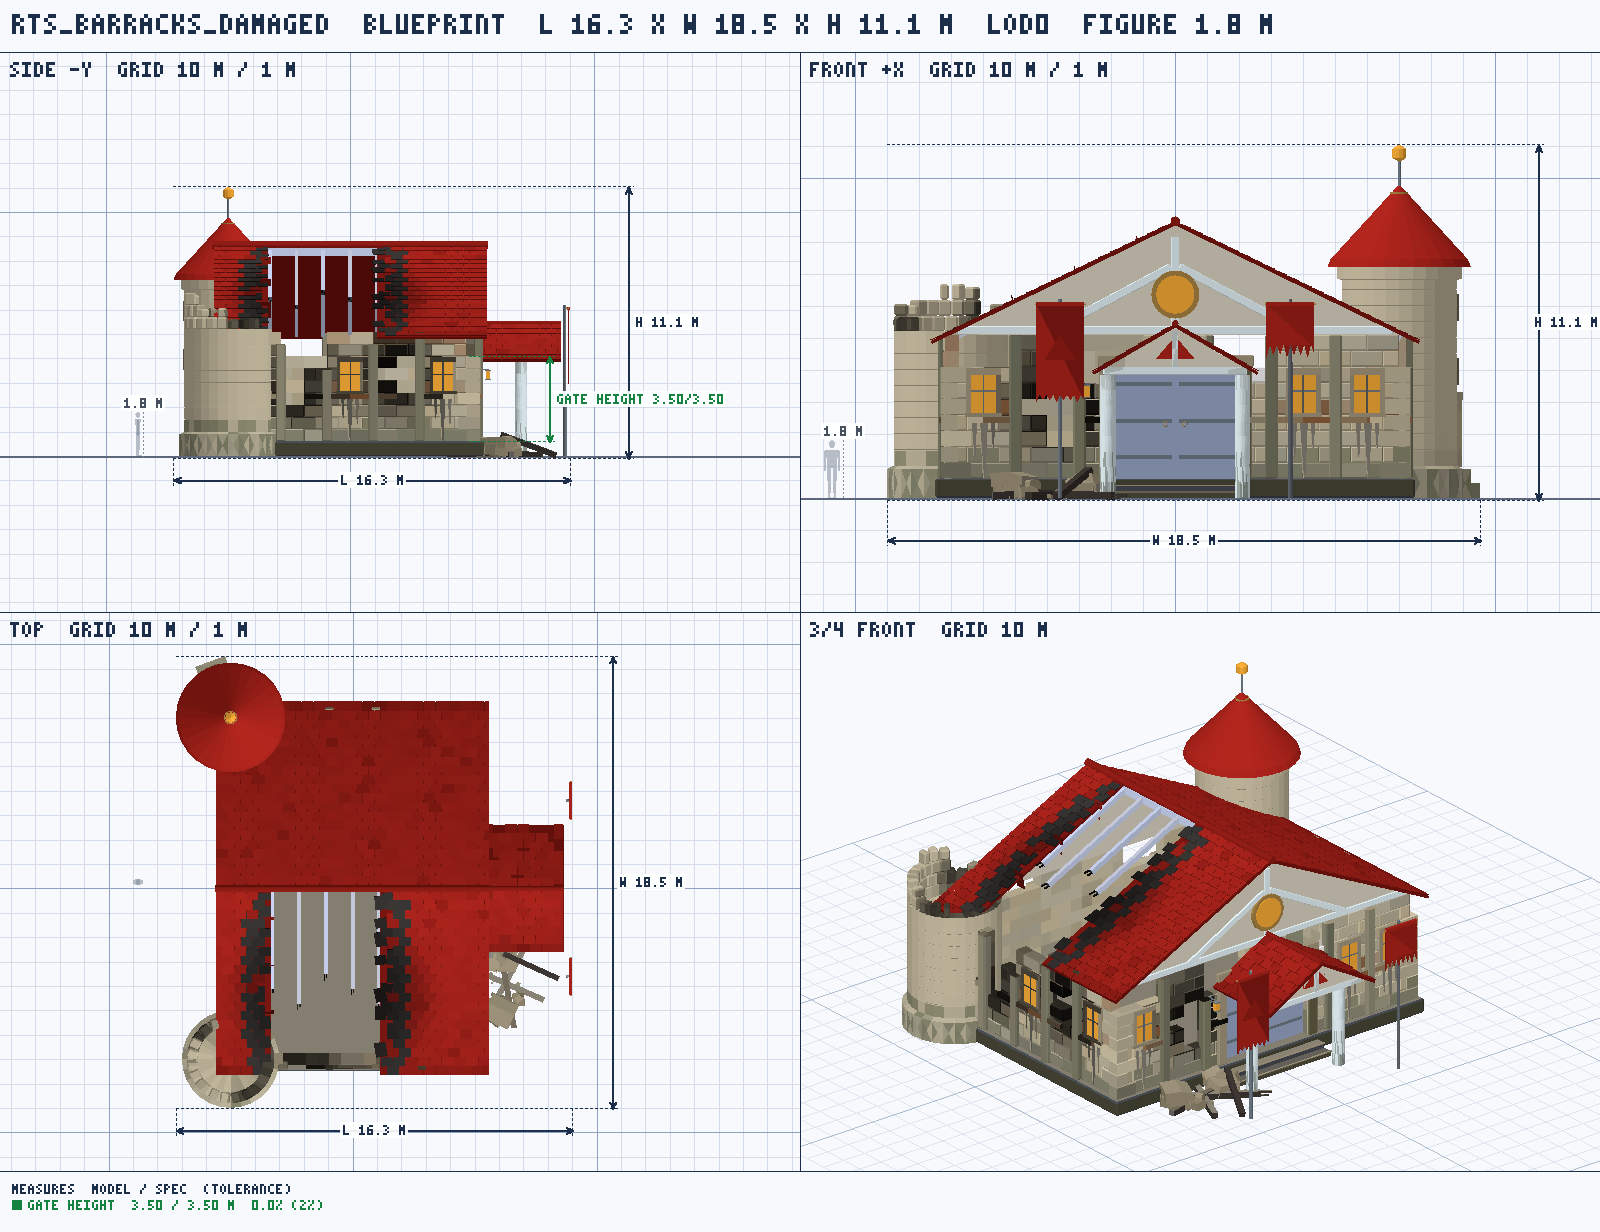 RTS_BARRACKS_DAMAGED BLUEPRINT L 16.3 X W 18.5 X H 11.1 M LOD0 FIGURE 1.8 M
SIDE -Y GRID 10 M / 1 M
H 11.1 M
GATE HEIGHT 3.50/3.50
1.8 M
L 16.3 M
FRONT +X GRID 10 M / 1 M
H 11.1 M
1.8 M
W 18.5 M
TOP GRID 10 M / 1 M
W 18.5 M
L 16.3 M
3/4 FRONT GRID 10 M
MEASURES MODEL / SPEC (TOLERANCE)
GATE HEIGHT 3.50 / 3.50 M 0.0% (2%)